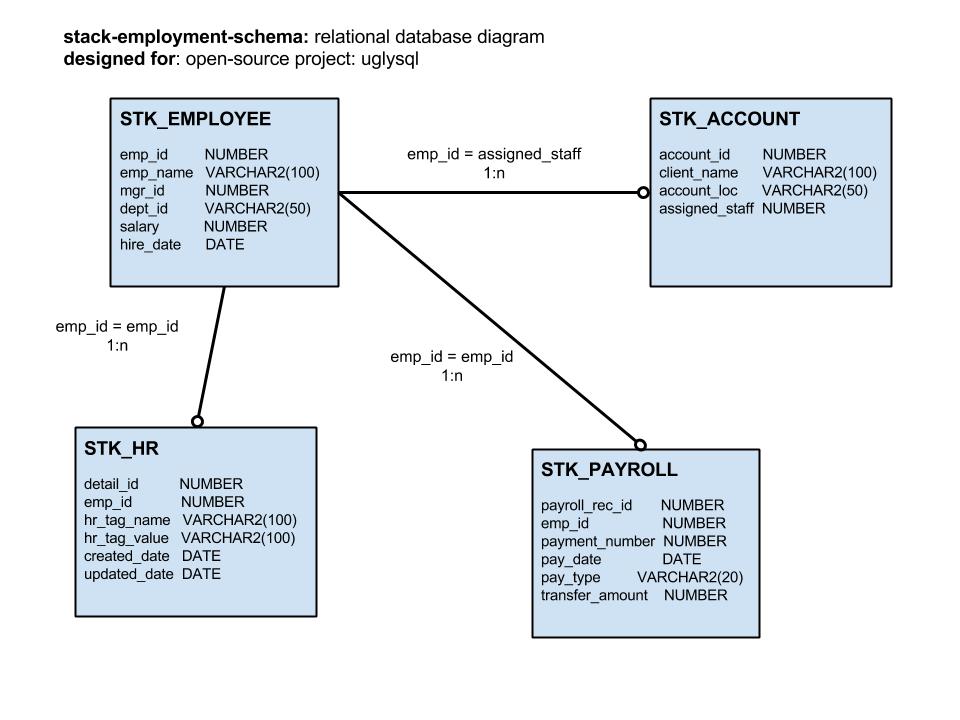 stack-employment-schema: relational database diagram
designed for: open-source project: uglysql
STK_EMPLOYEE
emp_id NUMBER
emp_name VARCHAR2(100)
mgr_id NUMBER
dept_id VARCHAR2(50)
salary NUMBER
hire_date DATE
emp_id = assigned_staff
1:n
STK_ACCOUNT
account_id NUMBER
client_name VARCHAR2(100)
account_loc VARCHAR2(50)
assigned_staff NUMBER
emp_id = emp_id
1:n
emp_id = emp_id
1:n
STK_HR
detail_id NUMBER
emp_id NUMBER
hr_tag_name VARCHAR2(100)
hr_tag_value VARCHAR2(100)
created_date DATE
updated_date DATE
STK_PAYROLL
payroll_rec_id NUMBER
emp_id NUMBER
payment_number NUMBER
pay_date DATE
pay_type VARCHAR2(20)
transfer_amount NUMBER